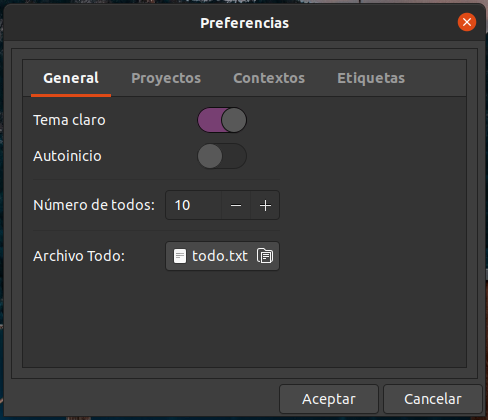 Preferencias
General Proyectos Contextos Etiquetas
Tema claro
Autoinicio
Número de todos: 10
Archivo Todo: todo.txt
Aceptar Cancelar